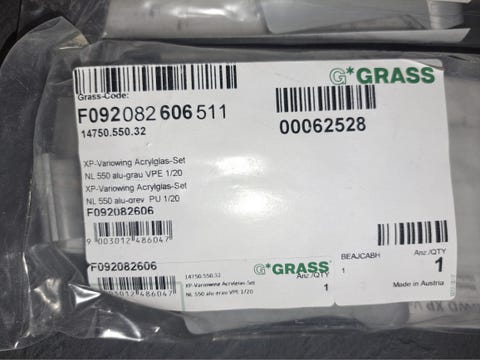 Grass-Code:
G*GRASS
F092082606511
14750.550.32
00062528
XP-Variowing Acrylglas-Set
NL 550 alu-grau VPE 1/20
XP-Variowing Acrylglas-Set
NL 550 alu-grey PU 1/20
F092082606
9 003012 486047
BEAJCABH
1
Anz./QTY
1
Made in Austria
F092082606
9 003012 486047
14750.550.32
XP-Variowing Acrylglas-Set
NL 550 alu-grau VPE 1/20
G*GRASS
Anz./QTY
1